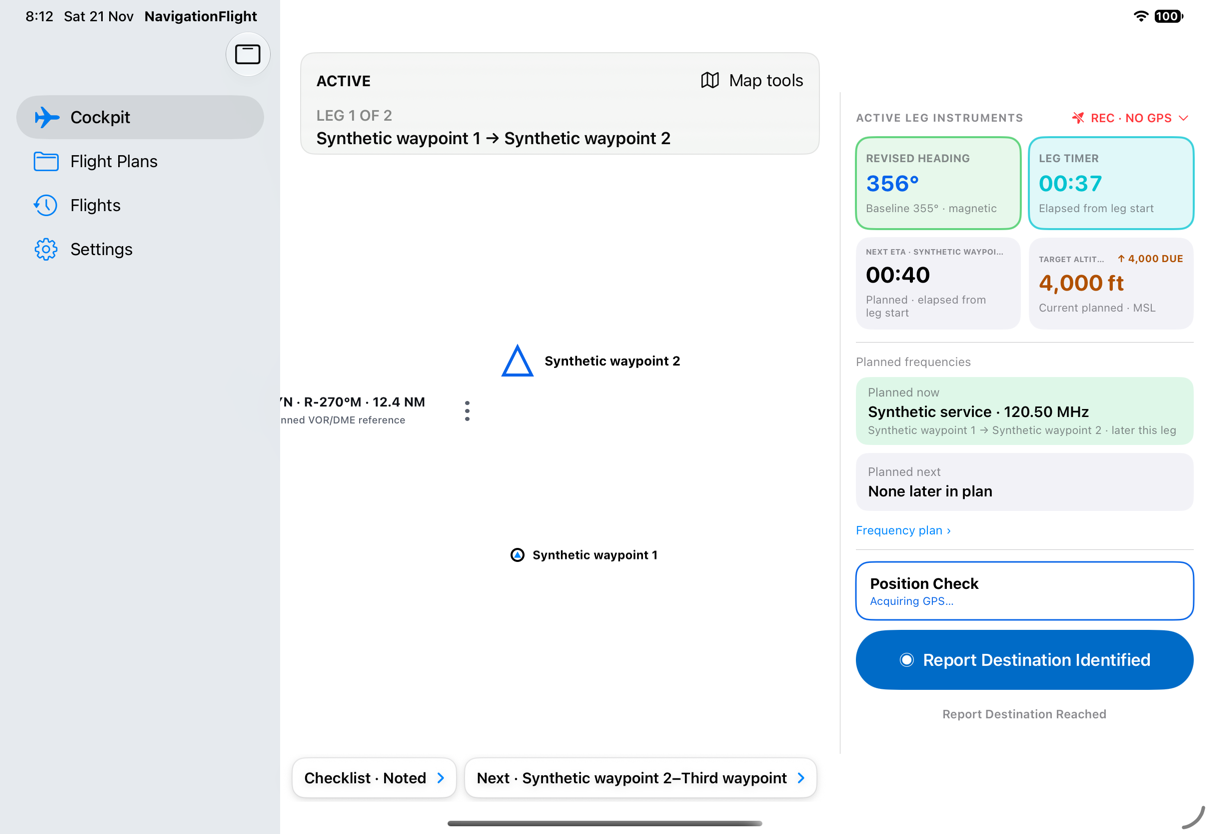 8:12 Sat 21 Nov NavigationFlight
100
Cockpit
Flight Plans
Flights
Settings
ACTIVE
Map tools
LEG 1 OF 2
Synthetic waypoint 1 → Synthetic waypoint 2
Synthetic waypoint 2
R-270°M · 12.4 NM
VOR/DME reference
Synthetic waypoint 1
Checklist · Noted
Next · Synthetic waypoint 2–Third waypoint
ACTIVE LEG INSTRUMENTS
REC · NO GPS
REVISED HEADING
356°
Baseline 355° · magnetic
LEG TIMER
00:37
Elapsed from leg start
NEXT ETA · SYNTHETIC WAYPOI...
00:40
Planned · elapsed from
leg start
TARGET ALTIT... ↑ 4,000 DUE
4,000 ft
Current planned · MSL
Planned frequencies
Planned now
Synthetic service · 120.50 MHz
Synthetic waypoint 1 → Synthetic waypoint 2 · later this leg
Planned next
None later in plan
Frequency plan ›
Position Check
Acquiring GPS...
Report Destination Identified
Report Destination Reached